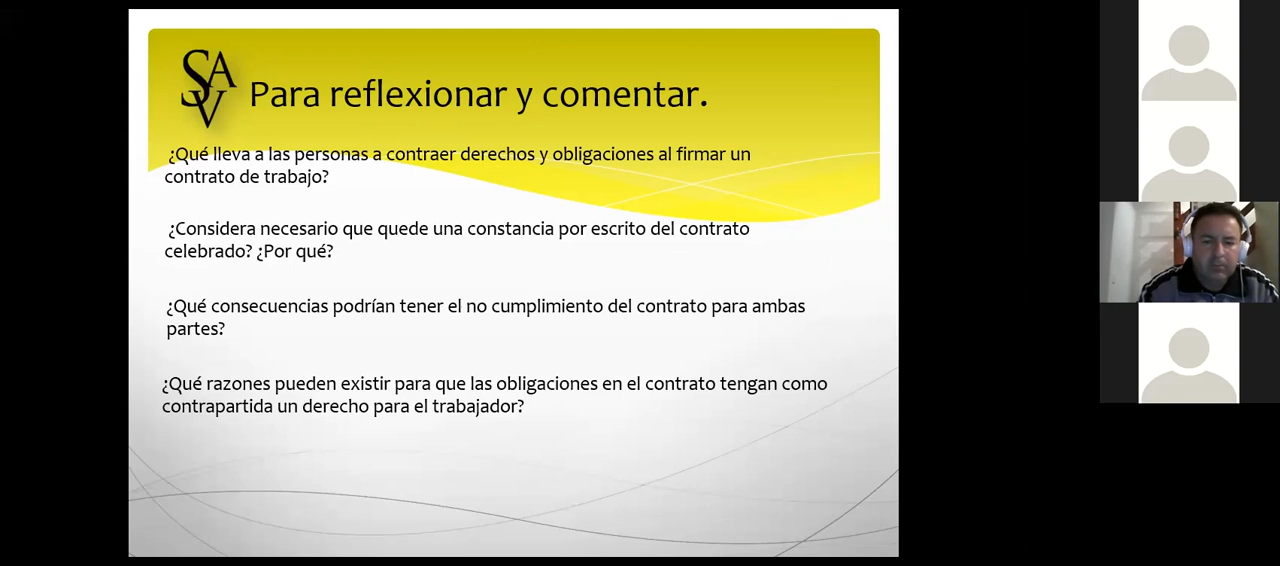 SAV
Para reflexionar y comentar.
¿Qué lleva a las personas a contraer derechos y obligaciones al firmar un
contrato de trabajo?
¿Considera necesario que quede una constancia por escrito del contrato
celebrado? ¿Por qué?
¿Qué consecuencias podrían tener el no cumplimiento del contrato para ambas
partes?
¿Qué razones pueden existir para que las obligaciones en el contrato tengan como
contrapartida un derecho para el trabajador?